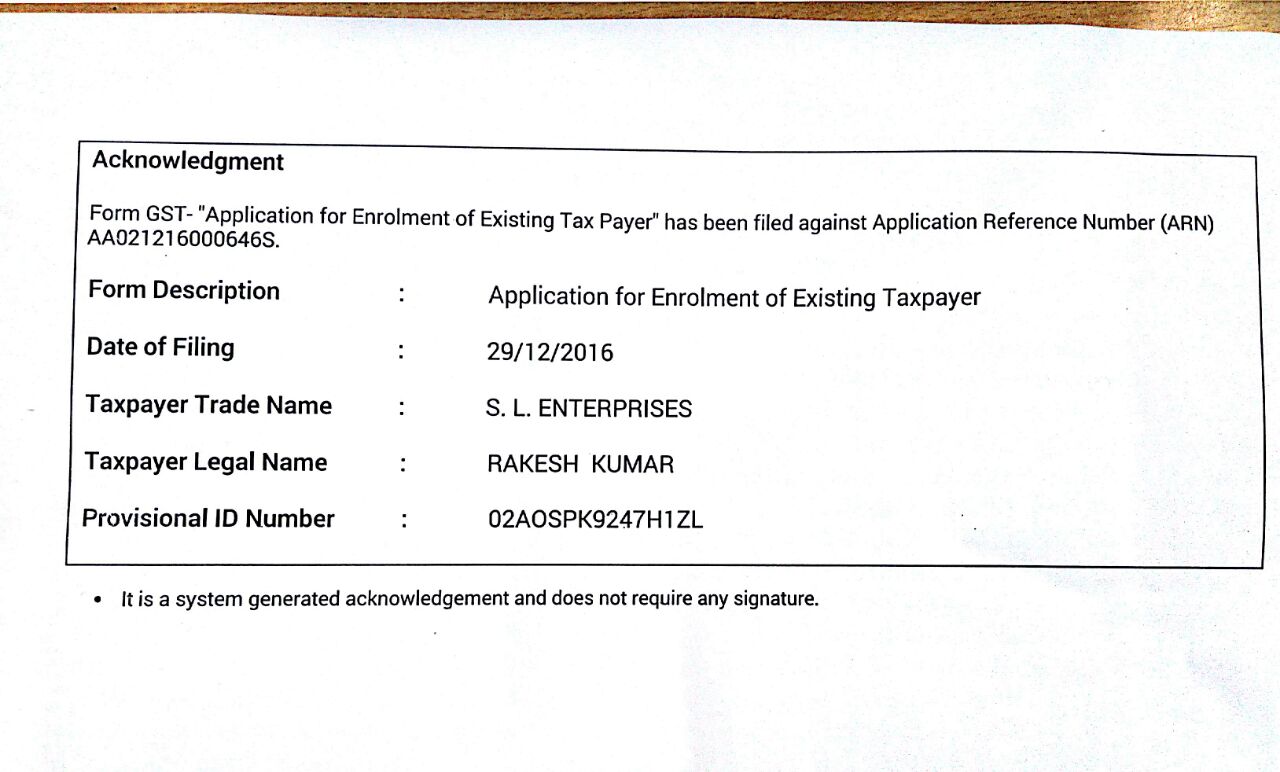 Acknowledgment
Form GST- "Application for Enrolment of Existing Tax Payer" has been filed against Application Reference Number (ARN)
AA021216000646S.
Form Description : Application for Enrolment of Existing Taxpayer
Date of Filing : 29/12/2016
Taxpayer Trade Name : S. L. ENTERPRISES
Taxpayer Legal Name : RAKESH KUMAR
Provisional ID Number : 02AOSPK9247H1ZL
• It is a system generated acknowledgement and does not require any signature.